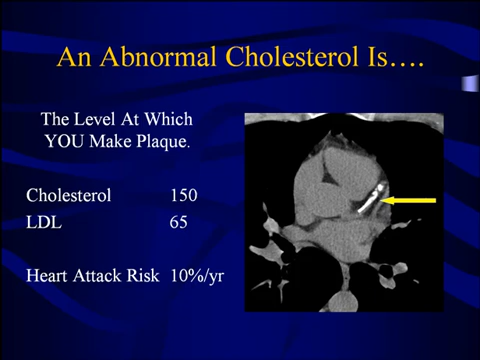 An Abnormal Cholesterol Is….
The Level At Which
YOU Make Plaque.
Cholesterol 150
LDL 65
Heart Attack Risk 10%/yr